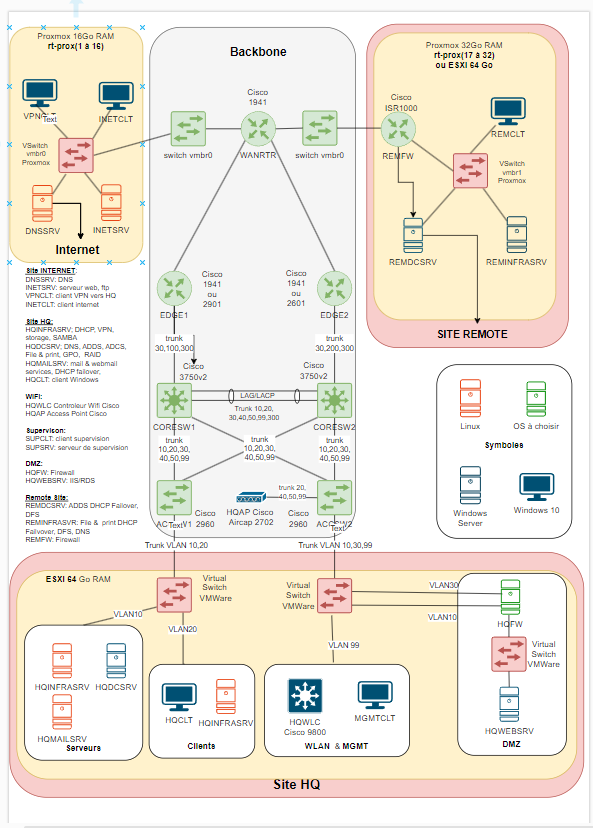 Proxmox 16Go RAM
rt-prox(1 à 16)
VPNCLT
Text
INETCLT
VSwitch
vmbr0
Proxmox
DNSSRV
INETSRV
Internet
Backbone
Cisco
1941
switch vmbr0
WANRTR
switch vmbr0
Cisco
1941
ou
2901
EDGE1
Cisco
1941
ou
2601
EDGE2
trunk
30,100,300
trunk
30,200,300
Cisco
3750v2
Cisco
3750v2
LAG/LACP
Trunk 10,20,
30,40,50,99,300
CORESW1
CORESW2
trunk
10,20,30,
40,50,99
trunk
10,20,30,
40,50,99
trunk
10,20,30,
40,50,99
trunk 20,
40,50,99
HQAP Cisco
Aircap 2702
Text
Cisco
2960
Cisco
2960
Text
Trunk VLAN 10,20
Trunk VLAN 10,30,99
Proxmox 32Go RAM
rt-prox(17 à 32)
ou ESXI 64 Go
Cisco
ISR1000
REMFW
REMCLT
VSwitch
vmbr1
Proxmox
REMDCSRV
REMINFRASRV
SITE REMOTE
Site INTERNET:
DNSSRV: DNS
INETSRV: serveur web, ftp
VPNCLT: client VPN vers HQ
INETCLT: client internet
Site HQ:
HQINFRASRV: DHCP, VPN,
storage, SAMBA
HQDCSRV, DNS, ADDS, ADCS,
File & print, GPO, RAID
HQMAILSRV: mail & webmail
services, DHCP failover,
HQCLT: client Windows
WIFI:
HQWLC Controleur Wifi Cisco
HQAP Access Point Cisco
Supervison:
SUPCLT: client supervision
SUPSRV: serveur de supervision
DMZ:
HQFW: Firewall
HQWEBSRV: IIS/RDS
Remote Site:
REMDCSRV: ADDS DHCP Failover,
DFS
REMINFRASVR: File & print DHCP
Failvover, DFS, DNS
REMFW: Firewall
Linux
OS à choisir
Symboles
Windows
Server
Windows 10
ESXI 64 Go RAM
Virtual
Switch
VMWare
Virtual
Switch
VMWare
VLAN10
VLAN20
VLAN 99
VLAN30
VLAN10
HQFW
Virtual
Switch
VMWare
HQWEBSRV
DMZ
HQINFRASRV
HQDCSRV
HQMAILSRV
Serveurs
HQCLT
HQINFRASRV
Clients
HQWLC
Cisco 9800
MGMTCLT
WLAN & MGMT
Site HQ